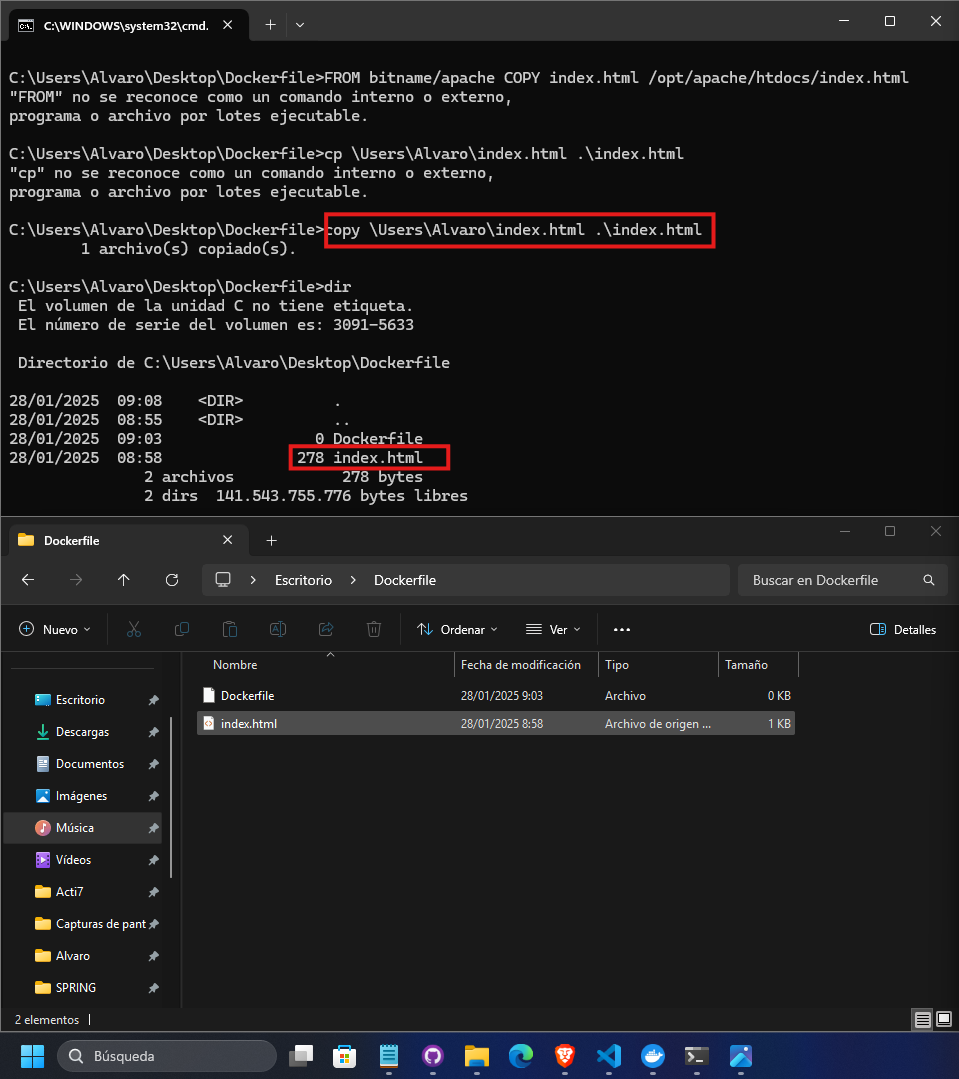 C:\WINDOWS\system32\cmd.
C:\Users\Alvaro\Desktop\Dockerfile>FROM bitname/apache COPY index.html /opt/apache/htdocs/index.html
"FROM" no se reconoce como un comando interno o externo,
programa o archivo por lotes ejecutable.
C:\Users\Alvaro\Desktop\Dockerfile>cp \Users\Alvaro\index.html .\index.html
"cp" no se reconoce como un comando interno o externo,
programa o archivo por lotes ejecutable.
C:\Users\Alvaro\Desktop\Dockerfile>copy \Users\Alvaro\index.html .\index.html
1 archivo(s) copiado(s).
C:\Users\Alvaro\Desktop\Dockerfile>dir
El volumen de la unidad C no tiene etiqueta.
El número de serie del volumen es: 3091-5633
Directorio de C:\Users\Alvaro\Desktop\Dockerfile
28/01/2025 09:08 <DIR> .
28/01/2025 08:55 <DIR> ..
28/01/2025 09:03 0 Dockerfile
28/01/2025 08:58 278 index.html
2 archivos 278 bytes
2 dirs 141.543.755.776 bytes libres
Dockerfile
Escritorio > Dockerfile
Buscar en Dockerfile
Nuevo
Ordenar
Ver
Detalles
Nombre Fecha de modificación Tipo Tamaño
Dockerfile 28/01/2025 9:03 Archivo 0 KB
index.html 28/01/2025 8:58 Archivo de origen ... 1 KB
Escritorio
Descargas
Documentos
Imágenes
Música
Vídeos
Acti7
Capturas de pant
Alvaro
SPRING
2 elementos
Búsqueda